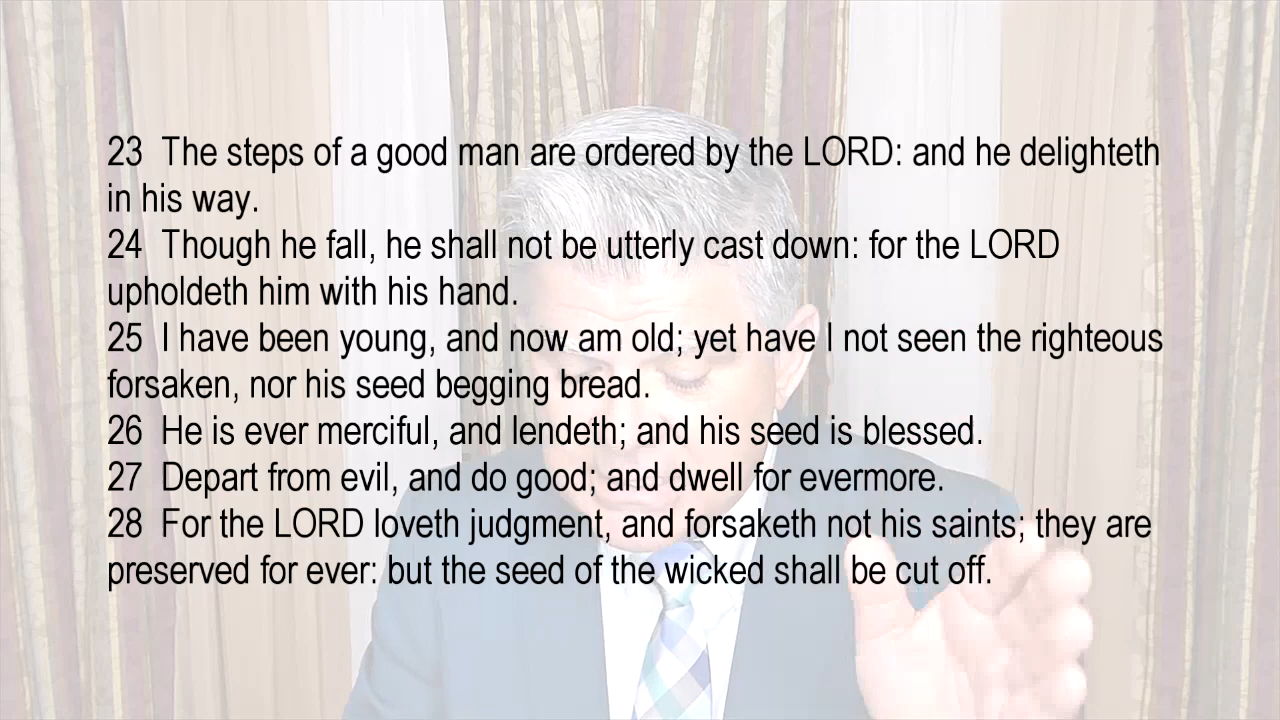 23  The steps of a good man are ordered by the LORD: and he delighteth
in his way.
24  Though he fall, he shall not be utterly cast down: for the LORD
upholdeth him with his hand.
25  I have been young, and now am old; yet have I not seen the righteous
forsaken, nor his seed begging bread.
26  He is ever merciful, and lendeth; and his seed is blessed.
27  Depart from evil, and do good; and dwell for evermore.
28  For the LORD loveth judgment, and forsaketh not his saints; they are
preserved for ever: but the seed of the wicked shall be cut off.